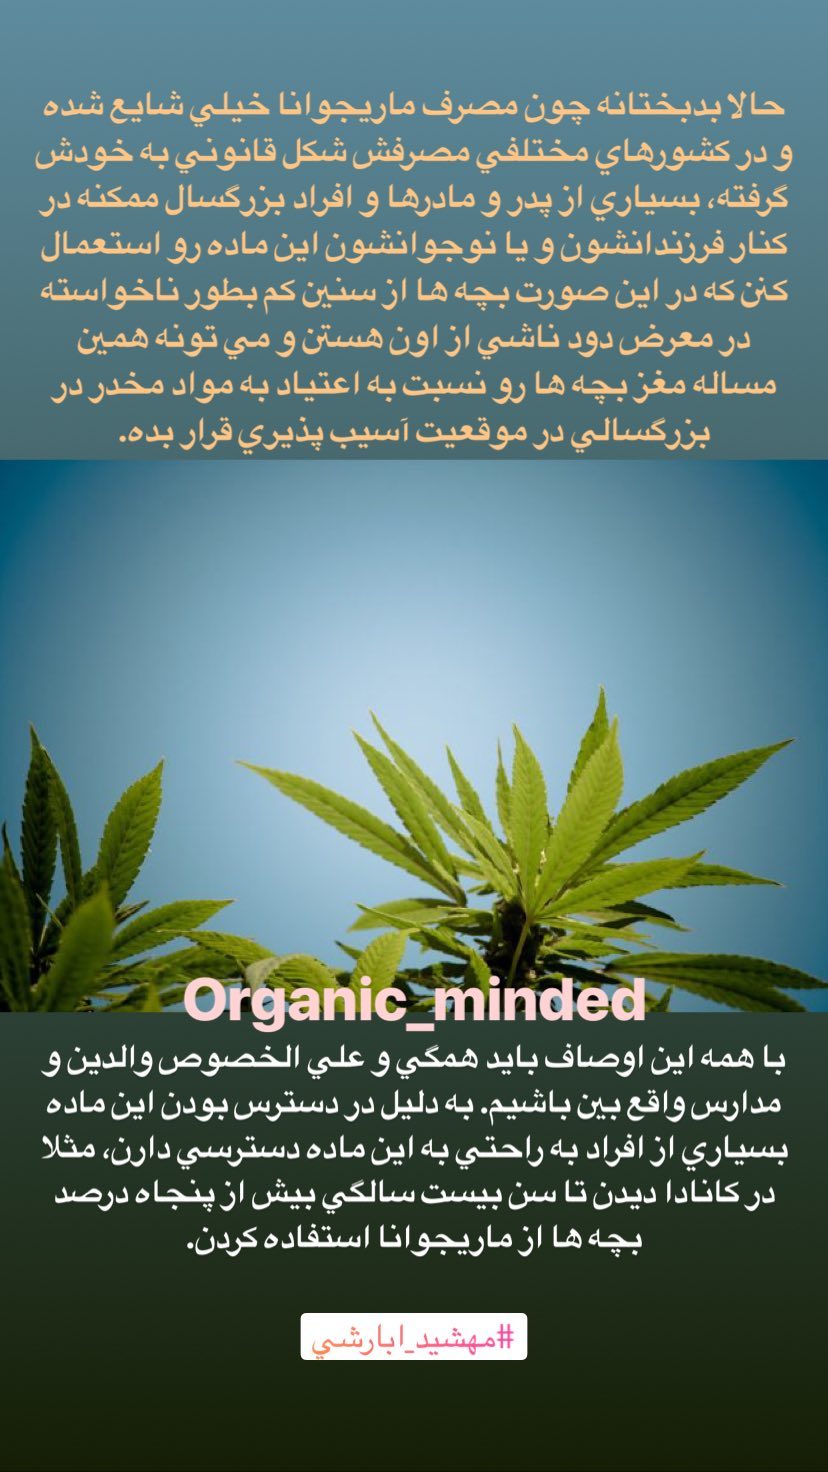 حالا بدبختانه چون مصرف ماريجوانا خيلي شايع شده
و در كشورهاي مختلفي مصرفش شكل قانوني به خودش
گرفته، بسياري از پدر و مادرها و افراد بزرگسال ممكنه در
كنار فرزندانشون و يا نوجوانشون اين ماده رو استعمال
كنن كه در اين صورت بچه ها از سنين كم بطور ناخواسته
در معرض دود ناشي از اون هستن و مي تونه همين
مساله مغز بچه ها رو نسبت به اعتياد به مواد مخدر در
بزرگسالي در موقعيت آسيب پذيري قرار بده.
Organic_minded
با همه اين اوصاف بايد همگي و علي الخصوص والدين و
مدارس واقع بين باشيم. به دليل در دسترس بودن اين ماده
بسياري از افراد به راحتي به اين ماده دسترسي دارن، مثلا
در كانادا ديدن تا سن بيست سالگي بيش از پنجاه درصد
بچه ها از ماريجوانا استفاده كردن.
#مهشيد_ابارشي